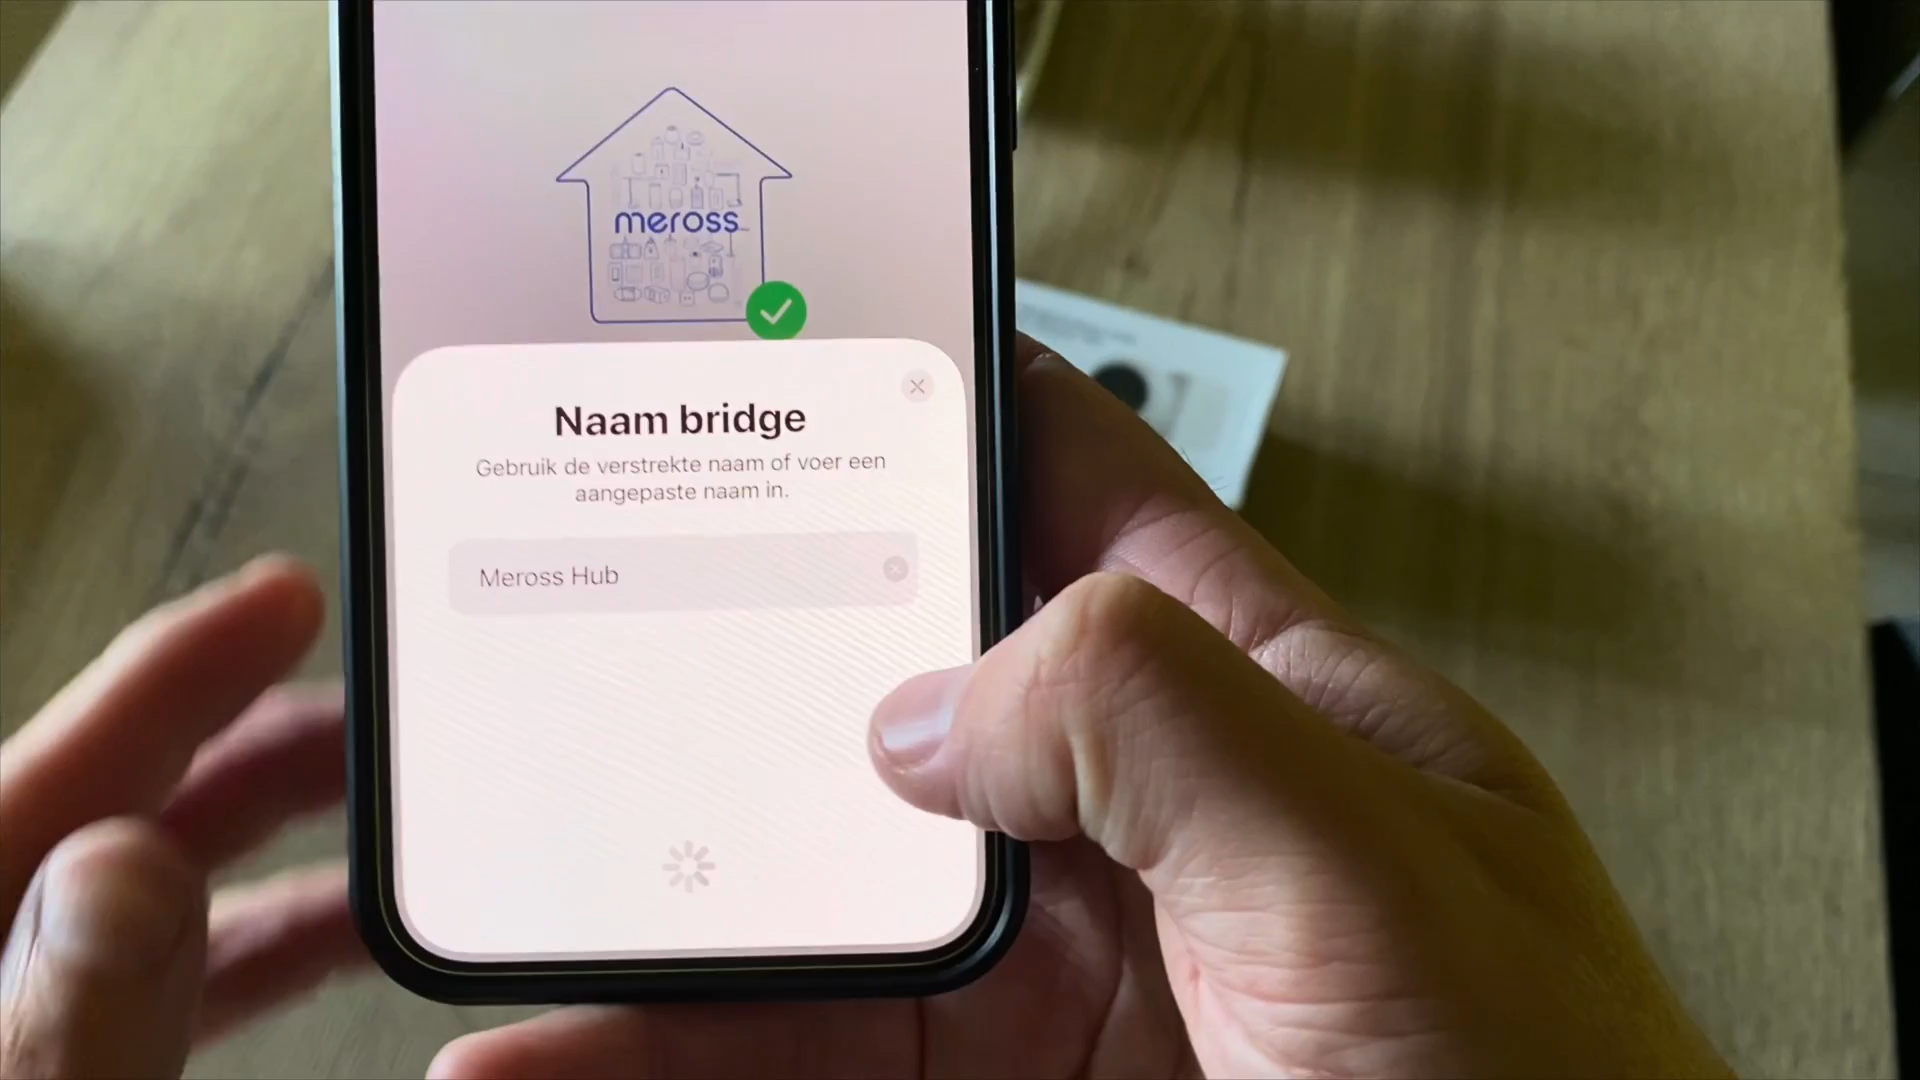 meross
Naam bridge
Gebruik de verstrekte naam of voer een
aangepaste naam in.
Meross Hub